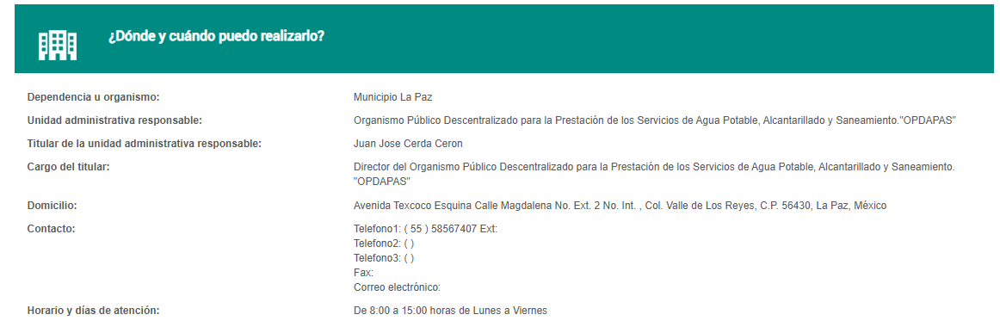 ¿Dónde y cuándo puedo realizarlo?
Dependencia u organismo: Municipio La Paz
Unidad administrativa responsable: Organismo Público Descentralizado para la Prestación de los Servicios de Agua Potable, Alcantarillado y Saneamiento."OPDAPAS"
Titular de la unidad administrativa responsable: Juan Jose Cerda Ceron
Cargo del titular: Director del Organismo Público Descentralizado para la Prestación de los Servicios de Agua Potable, Alcantarillado y Saneamiento.
"OPDAPAS"
Domicilio: Avenida Texcoco Esquina Calle Magdalena No. Ext. 2 No. Int. , Col. Valle de Los Reyes, C.P. 56430, La Paz, México
Contacto: Telefono1: ( 55 ) 58567407 Ext:
Telefono2: ( )
Telefono3: ( )
Fax:
Correo electrónico:
Horario y días de atención: De 8:00 a 15:00 horas de Lunes a Viernes